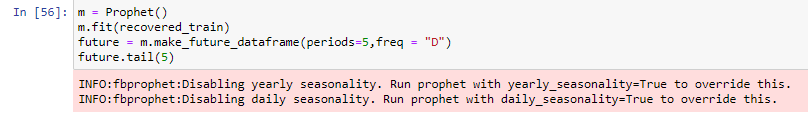 In [56]: m = Prophet()
m.fit(recovered_train)
future = m.make_future_dataframe(periods=5,freq = "D")
future.tail(5)
INFO:fbprophet:Disabling yearly seasonality. Run prophet with yearly_seasonality=True to override this.
INFO:fbprophet:Disabling daily seasonality. Run prophet with daily_seasonality=True to override this.